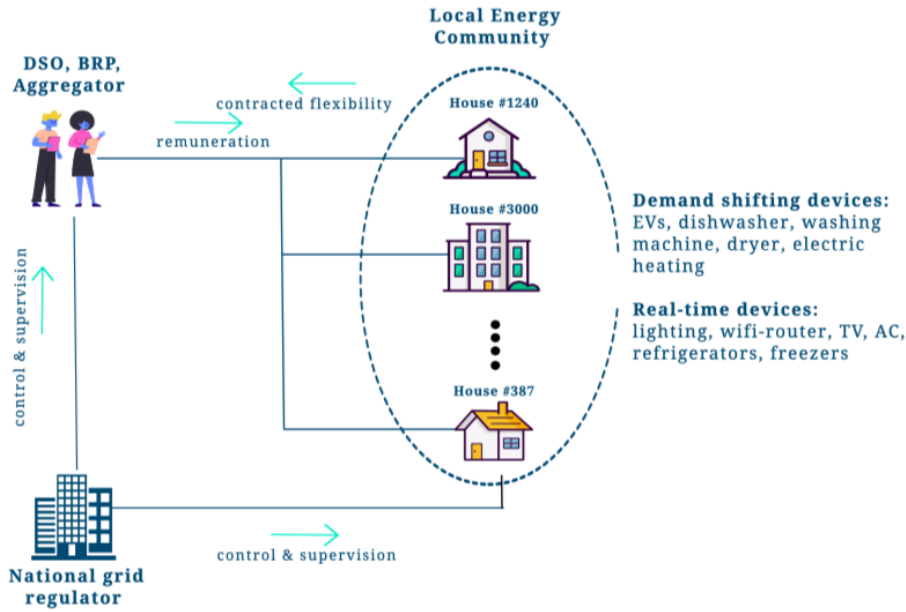 Local Energy
Community
DSO, BRP,
Aggregator
contracted flexibility
remuneration
House #1240
House #3000
House #387
Demand shifting devices:
EVs, dishwasher, washing
machine, dryer, electric
heating
Real-time devices:
lighting, wifi-router, TV, AC,
refrigerators, freezers
control & supervision
control & supervision
National grid
regulator